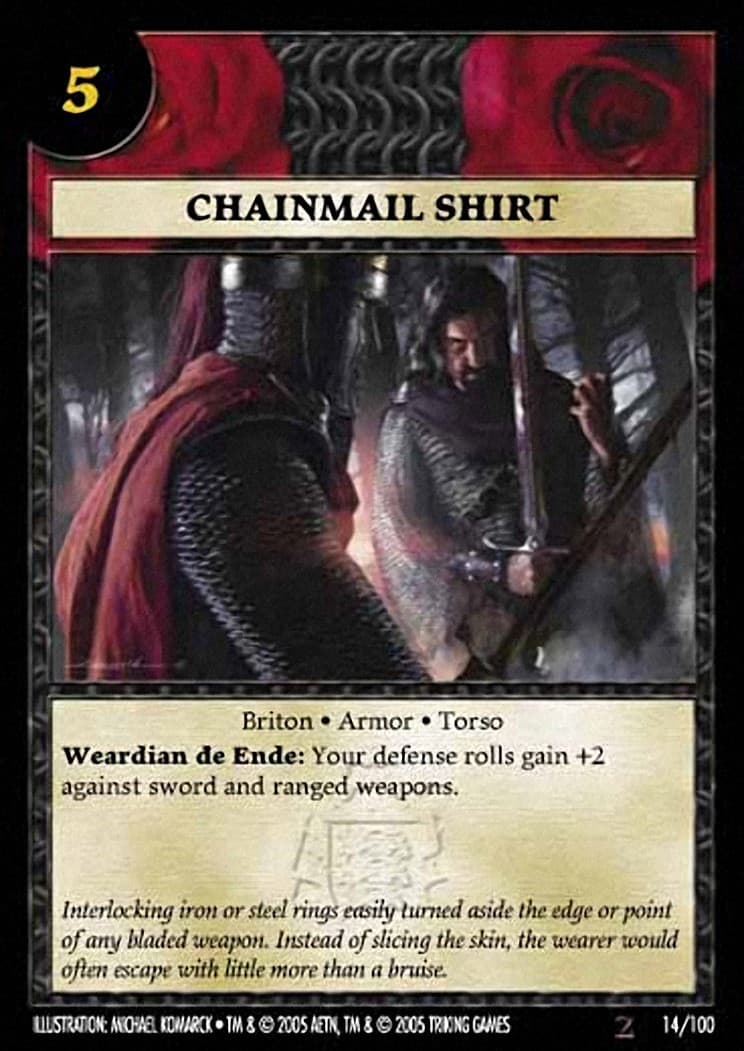 5
CHAINMAIL SHIRT
Briton • Armor • Torso
Weardian de Ende: Your defense rolls gain +2
against sword and ranged weapons.
Interlocking iron or steel rings easily turned aside the edge or point
of any bladed weapon. Instead of slicing the skin, the wearer would
often escape with little more than a bruise.
ILLUSTRATION: MICHAEL KOMARCK • TM & © 2005 AETN, TM & © 2005 TRIKING GAMES
14/100